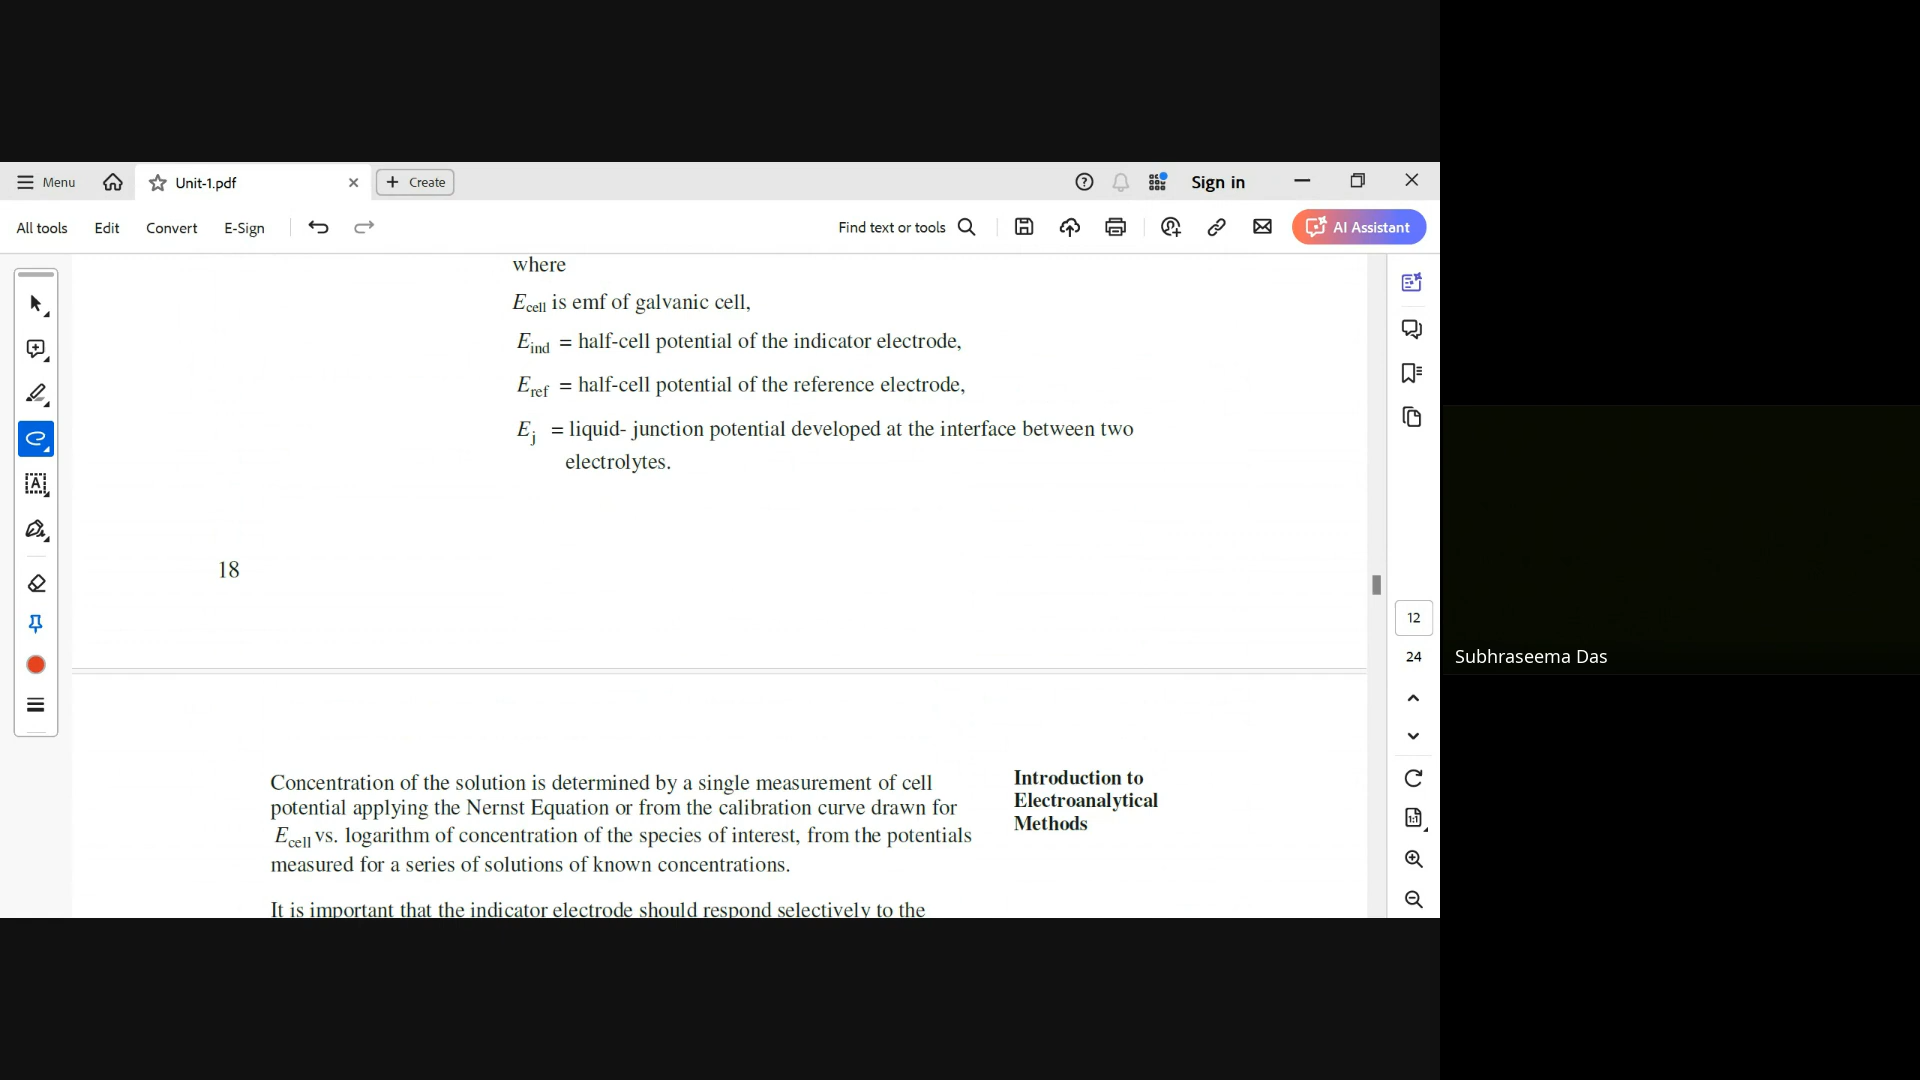 Menu
Unit-1.pdf
Create
Sign in
All tools
Edit
Convert
E-Sign
Find text or tools
AI Assistant
where
Ecell is emf of galvanic cell,
Eind = half-cell potential of the indicator electrode,
Eref = half-cell potential of the reference electrode,
Ej = liquid- junction potential developed at the interface between two
electrolytes.
18
12
24
Subhraseema Das
Concentration of the solution is determined by a single measurement of cell
potential applying the Nernst Equation or from the calibration curve drawn for
Ecell vs. logarithm of concentration of the species of interest, from the potentials
measured for a series of solutions of known concentrations.
It is important that the indicator electrode should respond selectively to the
Introduction to
Electroanalytical
Methods